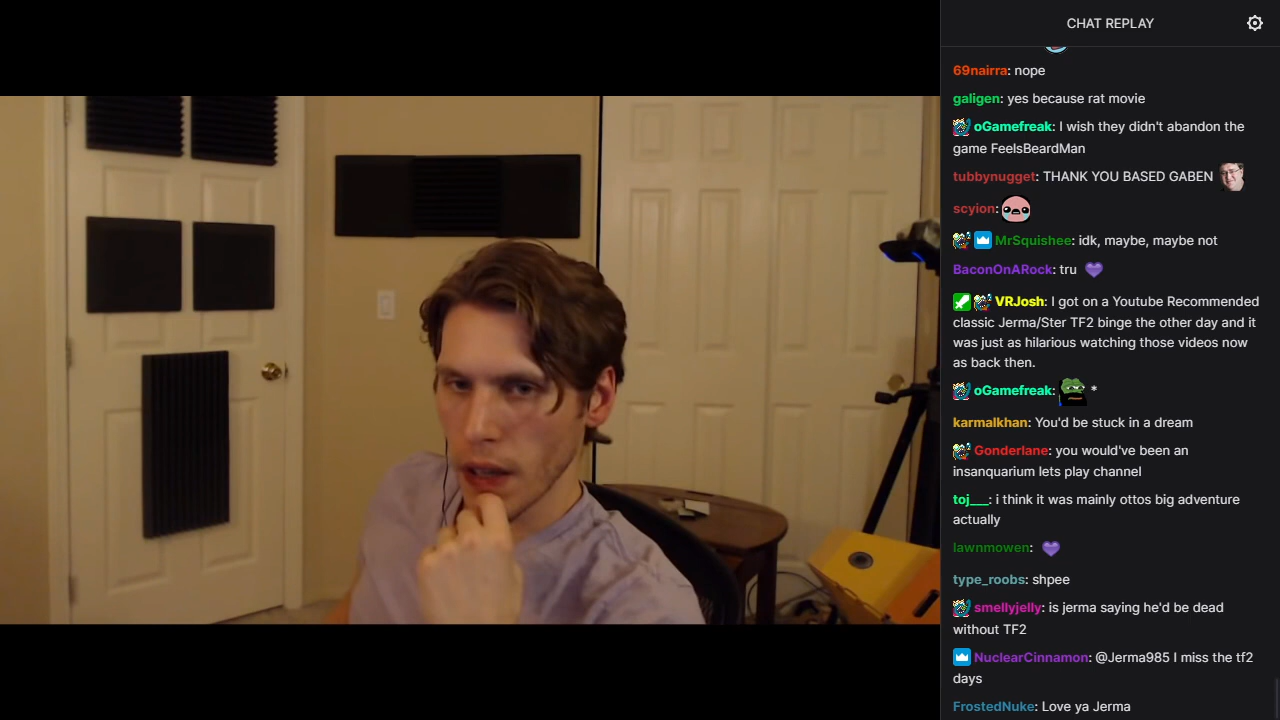 CHAT REPLAY
69nairra: nope
galigen: yes because rat movie
oGamefreak: I wish they didn't abandon the
game FeelsBeardMan
tubbynugget: THANK YOU BASED GABEN
scyion:
MrSquishee: idk, maybe, maybe not
BaconOnARock: tru
VRJosh: I got on a Youtube Recommended
classic Jerma/Ster TF2 binge the other day and it
was just as hilarious watching those videos now
as back then.
oGamefreak: *
karmalkhan: You'd be stuck in a dream
Gonderlane: you would've been an
insanquarium lets play channel
toj___: i think it was mainly ottos big adventure
actually
lawnmowen:
type_roobs: shpee
smellyjelly: is jerma saying he'd be dead
without TF2
NuclearCinnamon: @Jerma985 I miss the tf2
days
FrostedNuke: Love ya Jerma